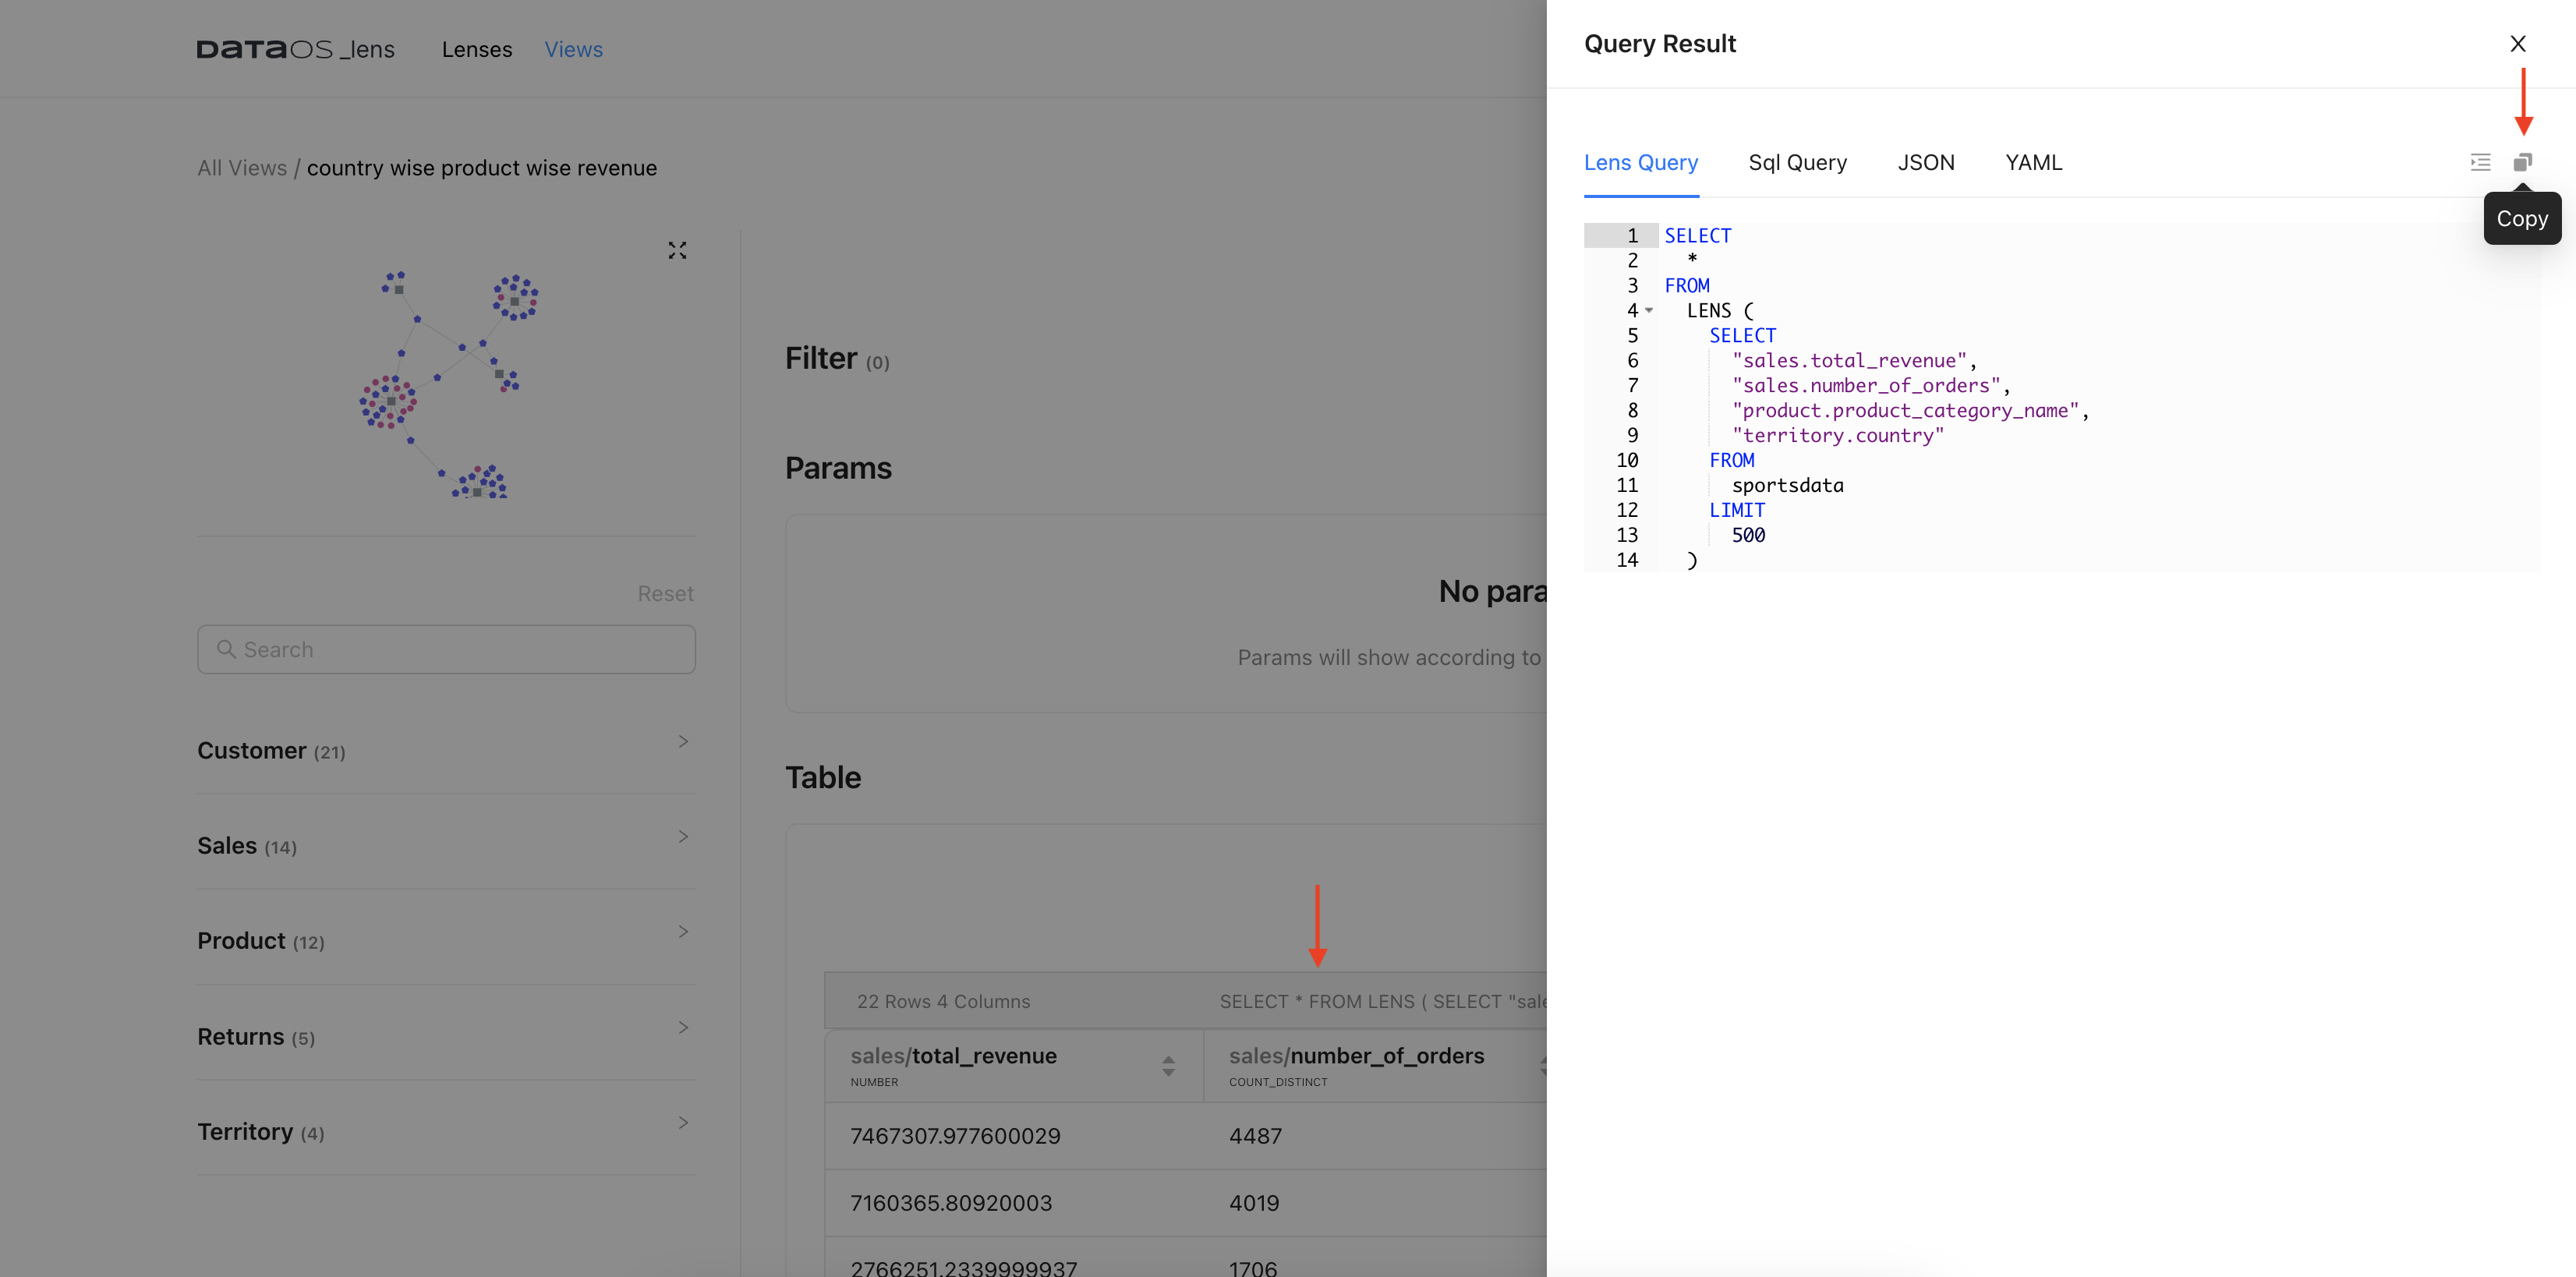 DATAOS_lens
Lenses
Views
All Views / country wise product wise revenue
Reset
Search
Customer (21)
Sales (14)
Product (12)
Returns (5)
Territory (4)
Filter (0)
Params
No para
Params will show according to
Table
22 Rows 4 Columns
SELECT * FROM LENS ( SELECT "sale
sales/total_revenue
NUMBER
sales/number_of_orders
COUNT_DISTINCT
7467307.977600029
4487
7160365.80920003
4019
2766251.2339999937
1706
Query Result
Lens Query
Sql Query
JSON
YAML
Copy
1 SELECT
2 *
3 FROM
4 LENS (
5 SELECT
6 "sales.total_revenue",
7 "sales.number_of_orders",
8 "product.product_category_name",
9 "territory.country"
10 FROM
11 sportsdata
12 LIMIT
13 500
14 )